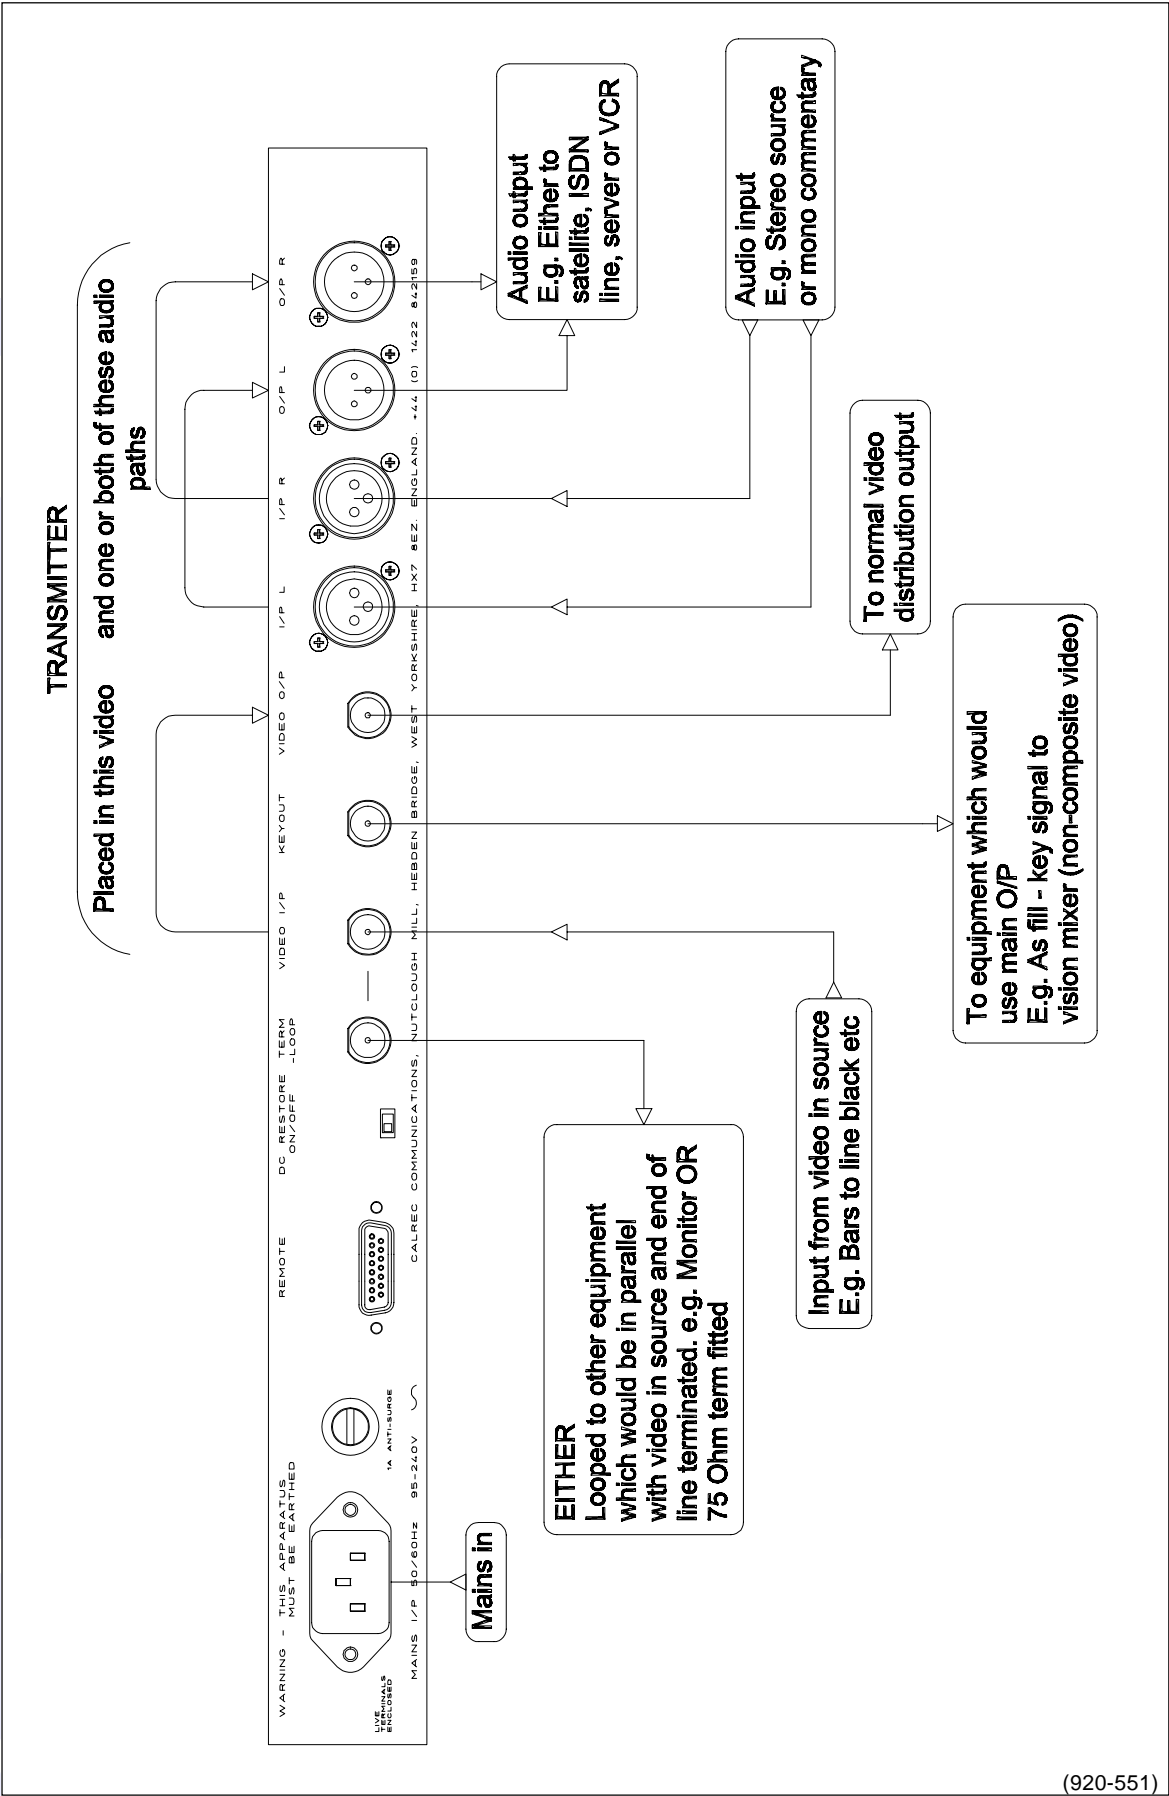 TRANSMITTER
Placed in this video and one or both of these audio
paths
WARNING - THIS APPARATUS
MUST BE EARTHED
REMOTE
DC RESTORE
ON/OFF
TERM
-LOOP
VIDEO I/P
KEYOUT
VIDEO O/P
I/P L
I/P R
O/P L
O/P R
LIVE
TERMINALS
ENCLOSED
1A ANTI-SURGE
MAINS I/P 50/60Hz 95-240V
CALREC COMMUNICATIONS, NUTCLOUGH MILL, HEBDEN BRIDGE, WEST YORKSHIRE, HX7 8EZ. ENGLAND. +44 (0) 1422 842159
Mains in
EITHER
Looped to other equipment
which would be in parallel
with video in source and end of
line terminated. e.g. Monitor OR
75 Ohm term fitted
Input from video in source
E.g. Bars to line black etc
To equipment which would
use main O/P
E.g. As fill - key signal to
vision mixer (non-composite video)
To normal video
distribution output
Audio output
E.g. Either to
satellite, ISDN
line, server or VCR
Audio input
E.g. Stereo source
or mono commentary
(920-551)